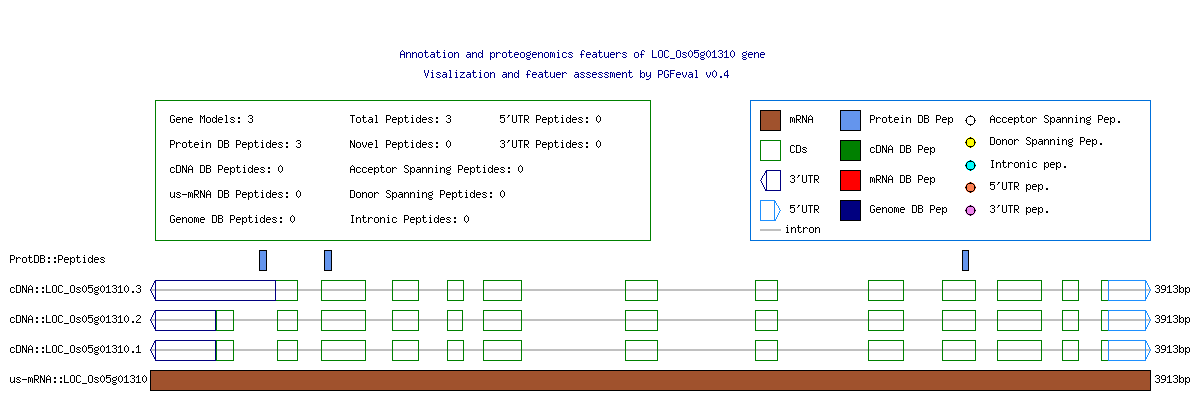 Annotation and proteogenomics featuers of LOC_Os05g01310 gene
Visalization and featuer assessment by PGFeval v0.4
Gene Models: 3
Total Peptides: 3
5'UTR Peptides: 0
Protein DB Peptides: 3
Novel Peptides: 0
3'UTR Peptides: 0
cDNA DB Peptides: 0
Acceptor Spanning Peptides: 0
us-mRNA DB Peptides: 0
Donor Spanning Peptides: 0
Genome DB Peptides: 0
Intronic Peptides: 0
mRNA
Protein DB Pep
Acceptor Spanning Pep.
CDs
cDNA DB Pep
Donor Spanning Pep.
3'UTR
mRNA DB Pep
Intronic pep.
5'UTR
Genome DB Pep
5'UTR pep.
3'UTR pep.
intron
ProtDB::Peptides
cDNA::LOC_Os05g01310.3
3913bp
cDNA::LOC_Os05g01310.2
3913bp
cDNA::LOC_Os05g01310.1
3913bp
us-mRNA::LOC_Os05g01310
3913bp